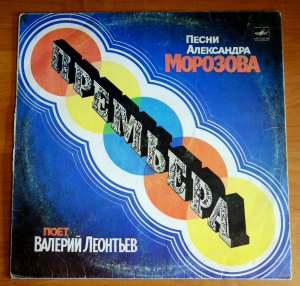 Песни
Александра
Морозова
ПРЕМЬЕРА
поет
Валерий Леонтьев